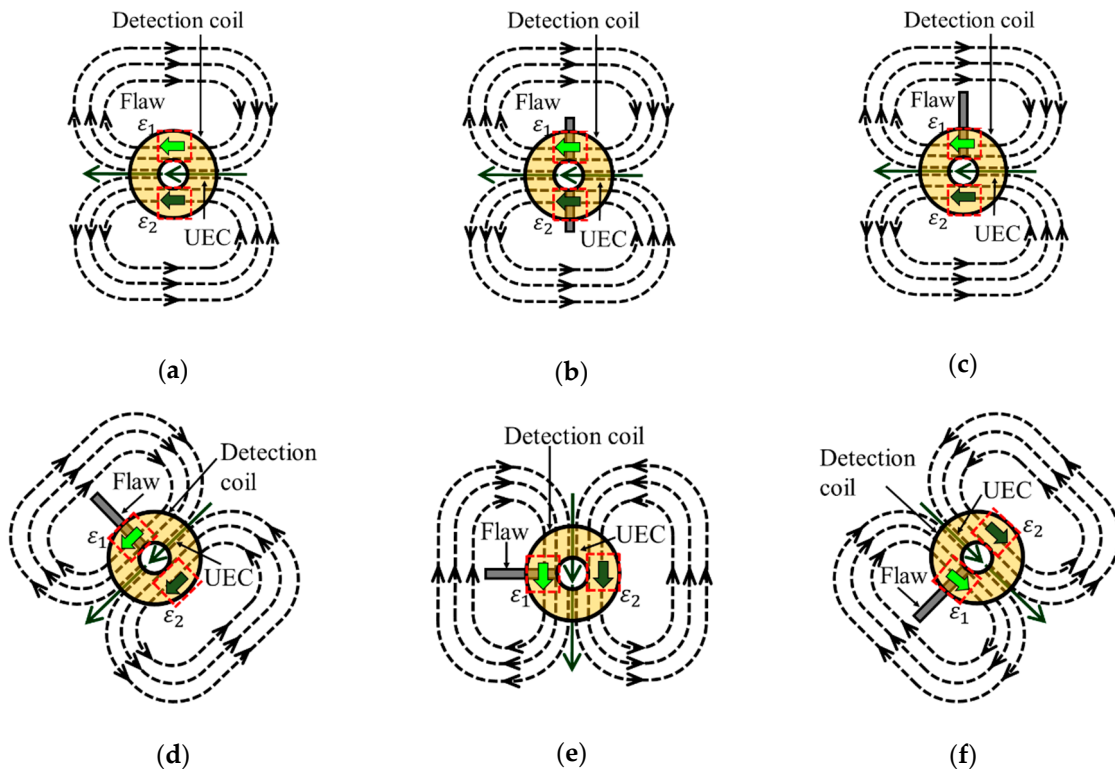 Detection coil
Flaw
ε₁
ε₂
UEC
(a)
Detection coil
Flaw
ε₁
ε₂
UEC
(b)
Detection coil
Flaw
ε₁
ε₂
UEC
(c)
Detection
coil
Flaw
ε₁
UEC
ε₂
(d)
Detection coil
UEC
Flaw
ε₁
ε₂
(e)
Detection
coil
UEC
ε₂
Flaw
ε₁
(f)